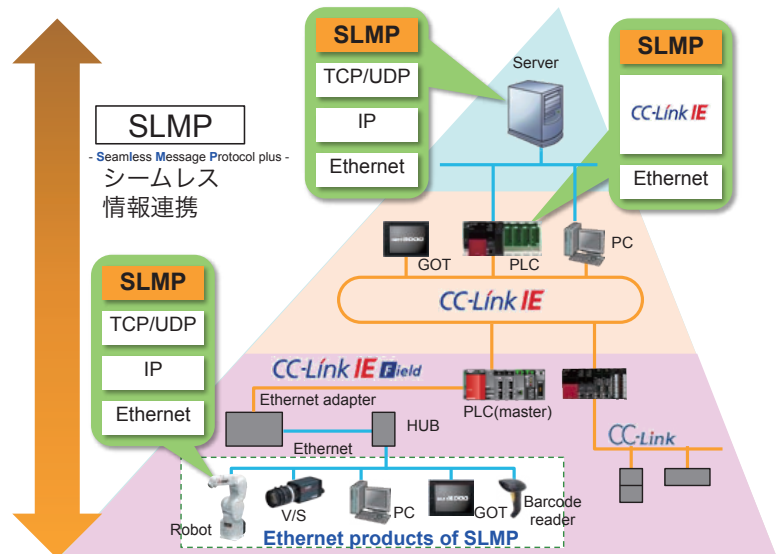 SLMP
TCP/UDP
IP
Ethernet
Server
SLMP
CC-Link IE
Ethernet
SLMP
- Seamless Message Protocol plus -
シームレス
情報連携
GOT
PLC
PC
CC-Link IE
SLMP
TCP/UDP
IP
Ethernet
CC-Link IE Field
Ethernet adapter
PLC(master)
HUB
Ethernet
CC-Link
Robot
V/S
PC
GOT
Barcode
reader
Ethernet products of SLMP